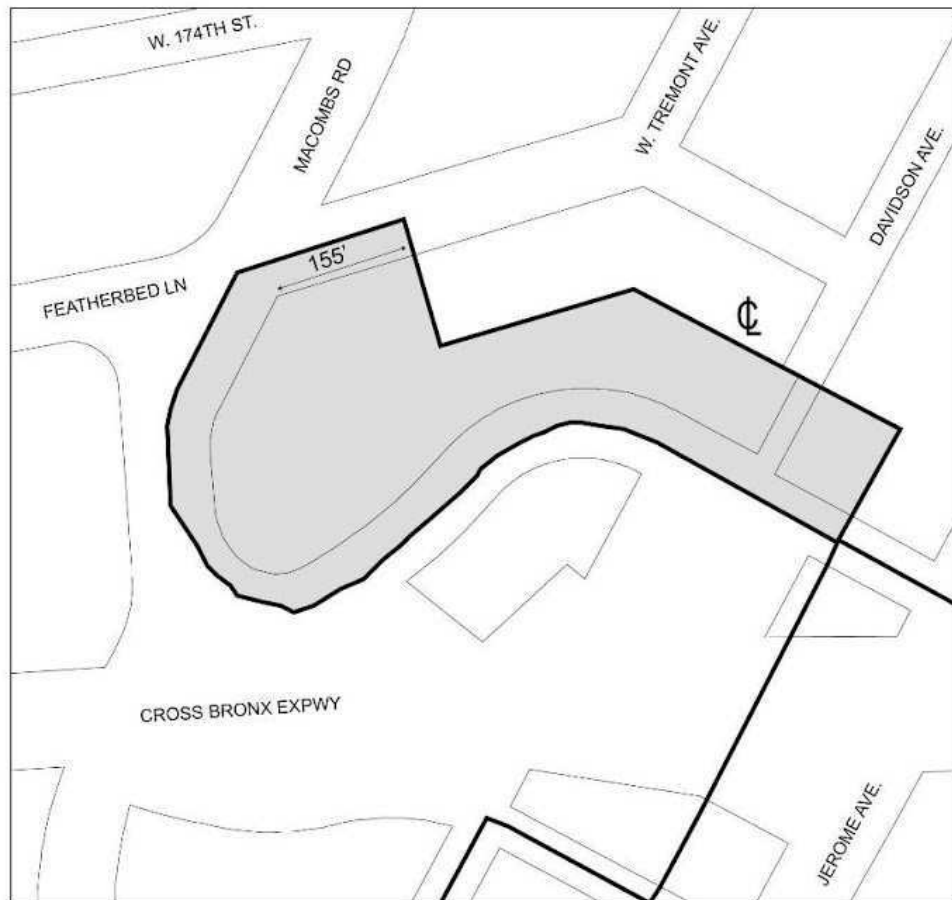 W. 174TH ST.
MACOMBS RD
W. TREMONT AVE.
DAVIDSON AVE.
155'
FEATHERBED LN
℄
CROSS BRONX EXPWY
JEROME AVE.